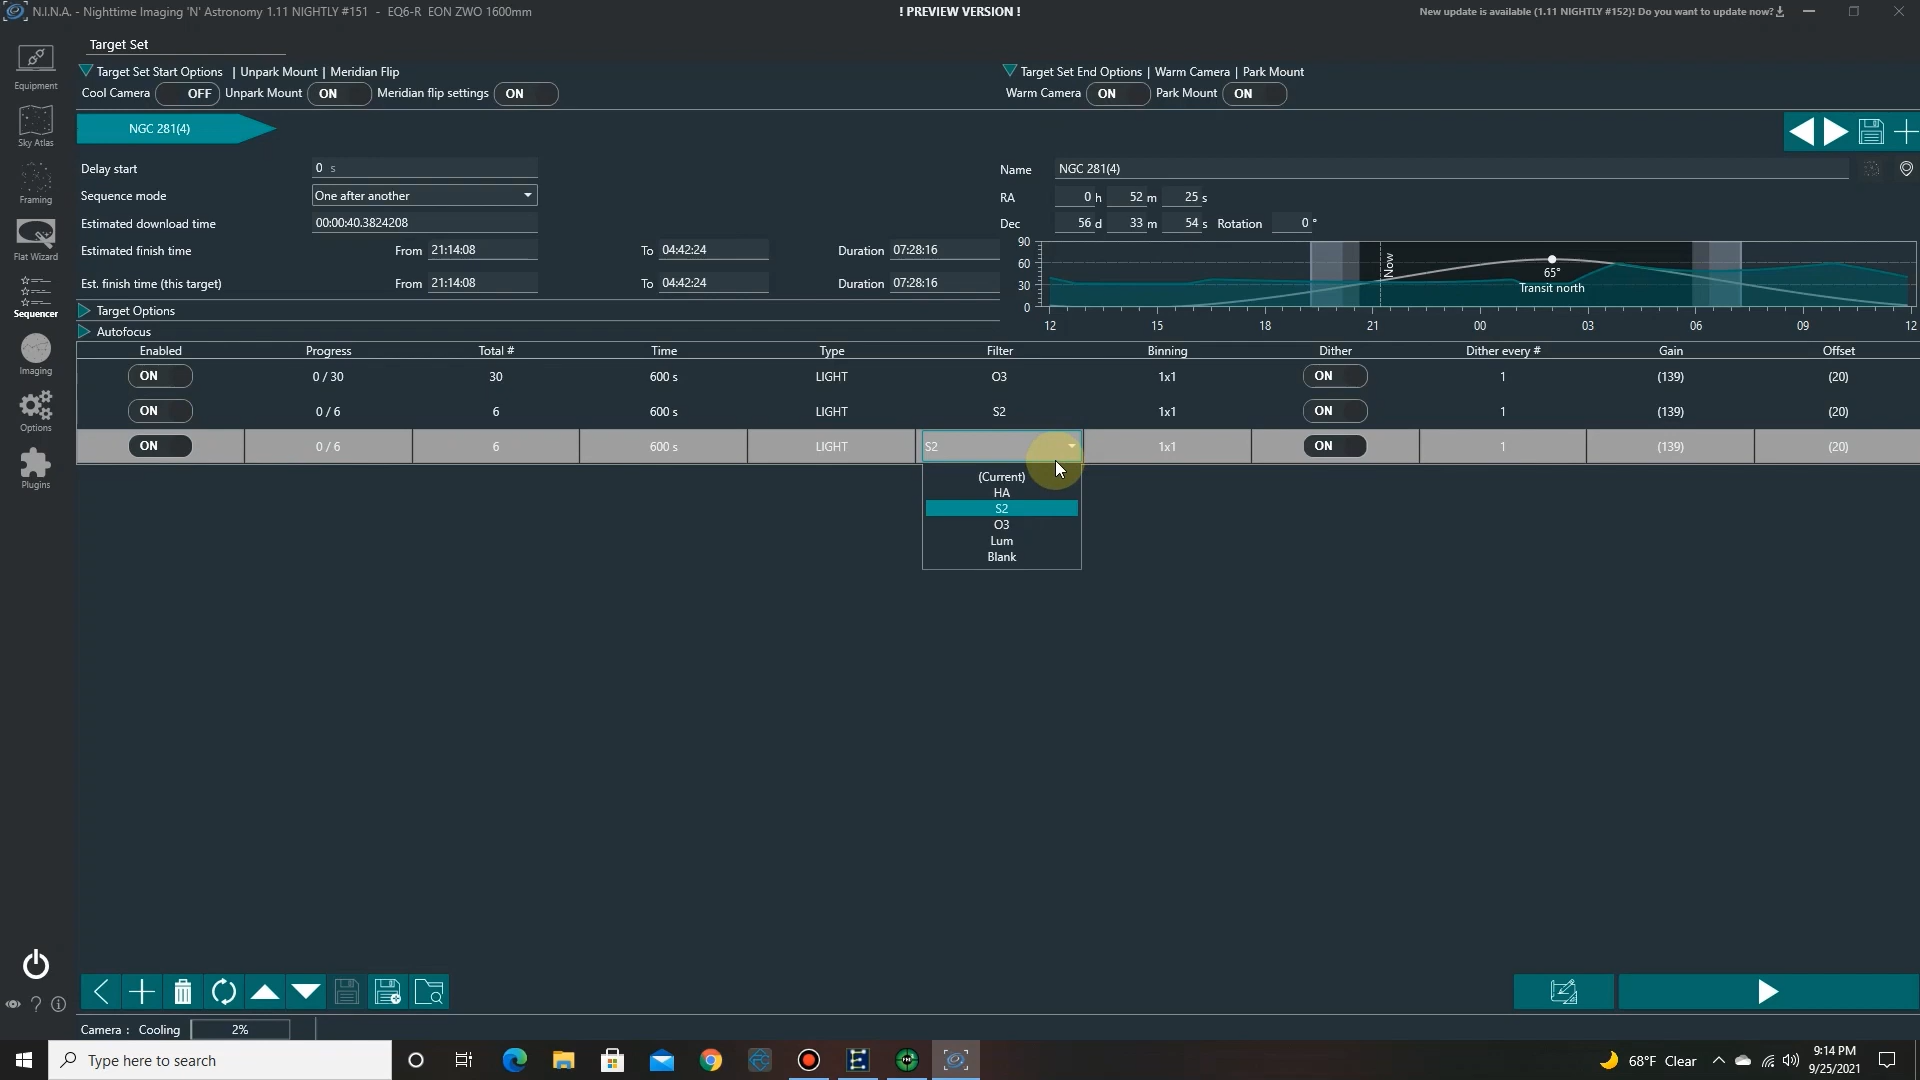 N.I.N.A. - Nighttime Imaging 'N' Astronomy 1.11 NIGHTLY #151 - EQ6-R EON ZWO 1600mm
! PREVIEW VERSION !
New update is available (1.11 NIGHTLY #152)! Do you want to update now?
Equipment
Sky Atlas
Framing
Flat Wizard
Sequencer
Imaging
Options
Plugins
Target Set
Target Set Start Options | Unpark Mount | Meridian Flip
Cool Camera OFF Unpark Mount ON Meridian flip settings ON
Target Set End Options | Warm Camera | Park Mount
Warm Camera ON Park Mount ON
NGC 281(4)
Delay start 0 s
Sequence mode One after another
Estimated download time 00:00:40.3824208
Estimated finish time From 21:14:08 To 04:42:24 Duration 07:28:16
Est. finish time (this target) From 21:14:08 To 04:42:24 Duration 07:28:16
Name NGC 281(4)
RA 0 h 52 m 25 s
Dec 56 d 33 m 54 s Rotation 0 °
90
60
30
0
Now
65°
Transit north
12 15 18 21 00 03 06 09 12
Target Options
Autofocus
Enabled Progress Total # Time Type Filter Binning Dither Dither every # Gain Offset
ON 0 / 30 30 600 s LIGHT O3 1x1 ON 1 (139) (20)
ON 0 / 6 6 600 s LIGHT S2 1x1 ON 1 (139) (20)
ON 0 / 6 6 600 s LIGHT S2 1x1 ON 1 (139) (20)
(Current)
HA
S2
O3
Lum
Blank
Camera : Cooling 2%
Type here to search
68°F Clear
9:14 PM
9/25/2021